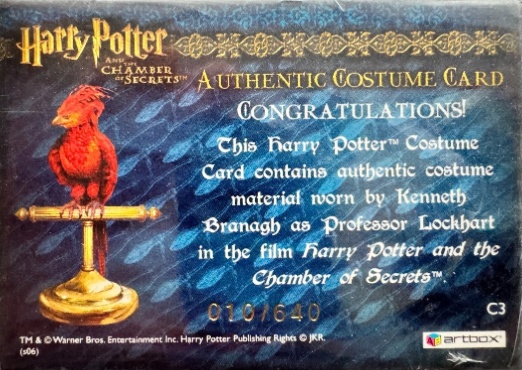 Harry Potter
AND THE
CHAMBER
OF SECRETS™
AUTHENTIC COSTUME CARD
CONGRATULATIONS!
This Harry Potter™ Costume
Card contains authentic costume
material worn by Kenneth
Branagh as Professor Lockhart
in the film Harry Potter and the
Chamber of Secrets™.
010/640
C3
TM & © Warner Bros. Entertainment Inc. Harry Potter Publishing Rights © JKR.
(s06)
artbox